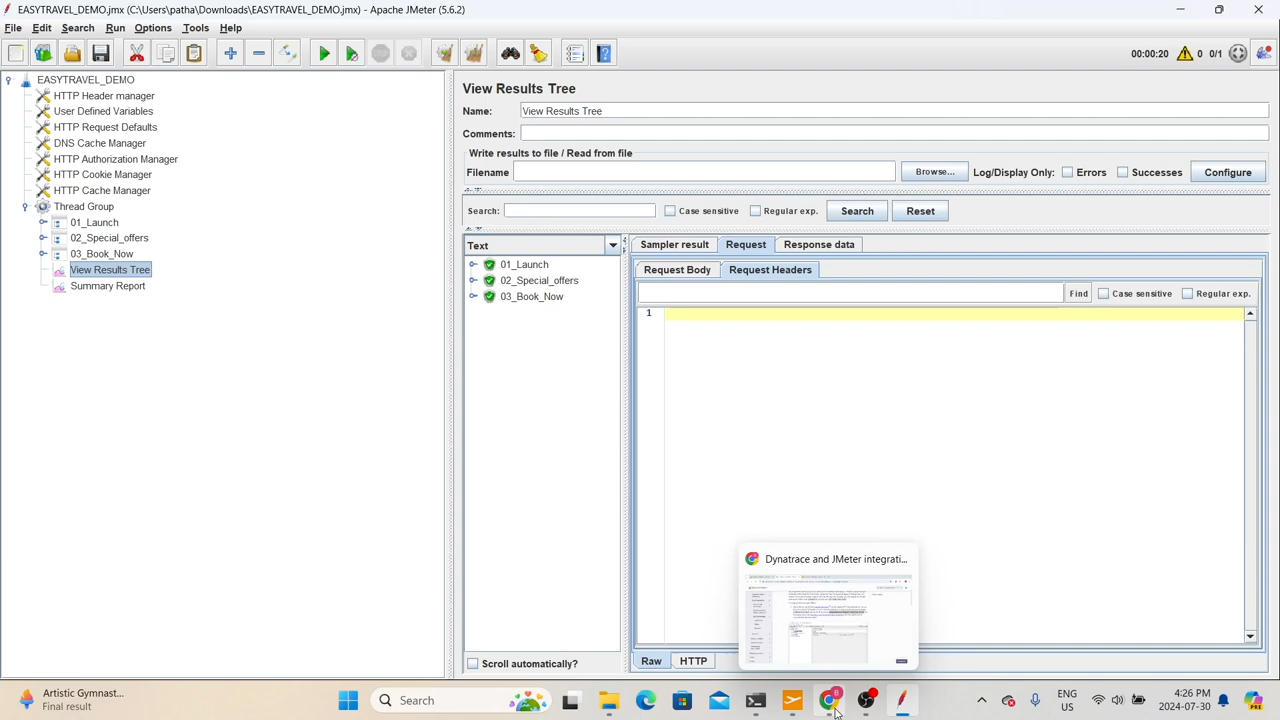 EASYTRAVEL_DEMO.jmx (C:\Users\patha\Downloads\EASYTRAVEL_DEMO.jmx) - Apache JMeter (5.6.2)
File Edit Search Run Options Tools Help
00:00:20 0 0/1
EASYTRAVEL_DEMO
HTTP Header manager
User Defined Variables
HTTP Request Defaults
DNS Cache Manager
HTTP Authorization Manager
HTTP Cookie Manager
HTTP Cache Manager
Thread Group
01_Launch
02_Special_offers
03_Book_Now
View Results Tree
Summary Report
View Results Tree
Name: View Results Tree
Comments:
Write results to file / Read from file
Filename Browse... Log/Display Only: Errors Successes Configure
Search: Case sensitive Regular exp. Search Reset
Text
01_Launch
02_Special_offers
03_Book_Now
Scroll automatically?
Sampler result Request Response data
Request Body Request Headers
Find Case sensitive Regular exp.
1
Raw HTTP
Dynatrace and JMeter integrati...
Artistic Gymnast...
Final result
Search
8
ENG
US
4:26 PM
2024-07-30